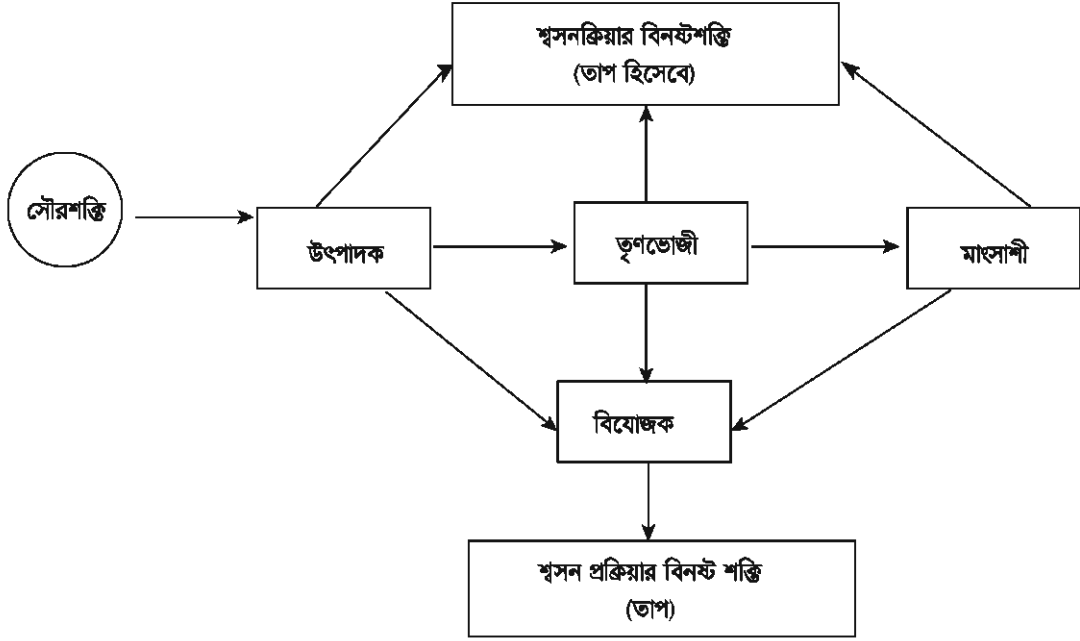 শ্বসনক্রিয়ার বিনষ্টশক্তি
(তাপ হিসেবে)
সৌরশক্তি
উৎপাদক
তৃণভোজী
মাংসাশী
বিযোজক
শ্বসন প্রক্রিয়ার বিনষ্ট শক্তি
(তাপ)